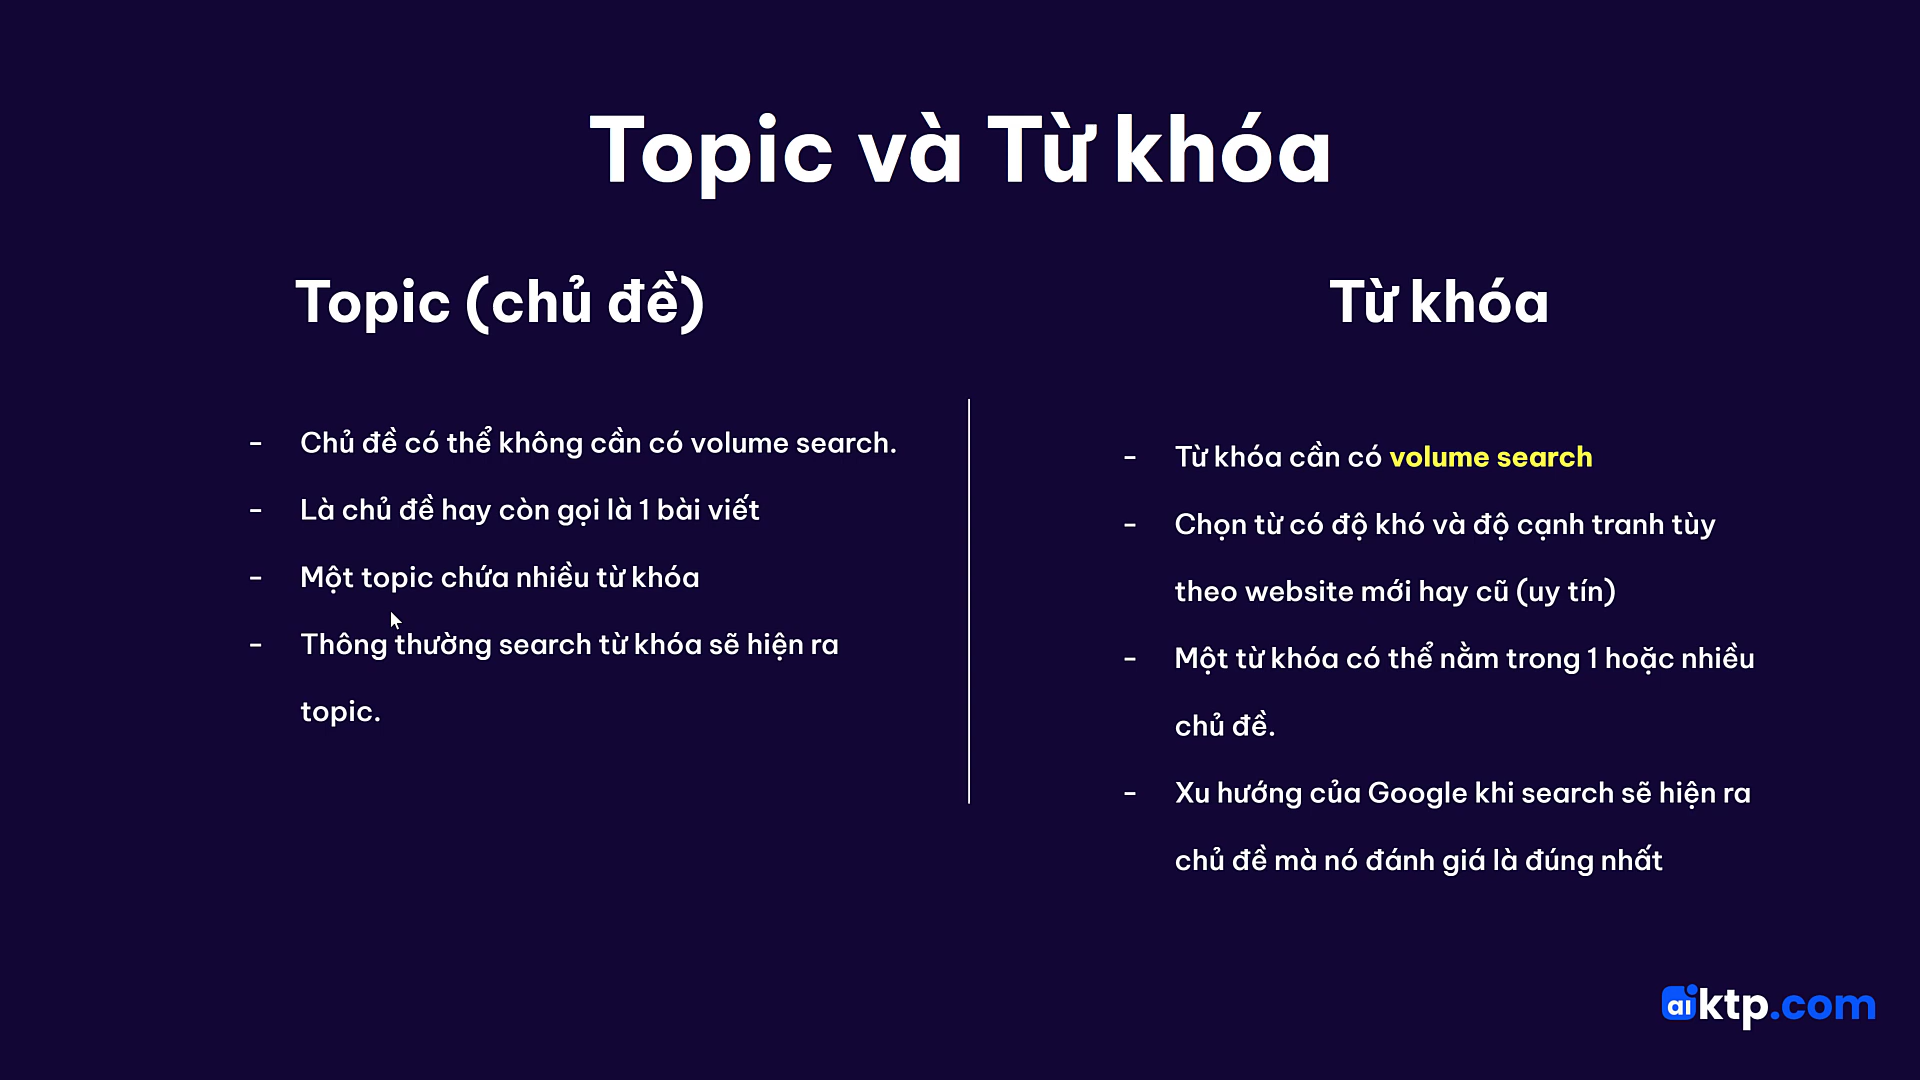 Topic và Từ khóa
Topic (chủ đề)
- Chủ đề có thể không cần có volume search.
- Là chủ đề hay còn gọi là 1 bài viết
- Một topic chứa nhiều từ khóa
- Thông thường search từ khóa sẽ hiện ra
topic.
Từ khóa
- Từ khóa cần có volume search
- Chọn từ có độ khó và độ cạnh tranh tùy
theo website mới hay cũ (uy tín)
- Một từ khóa có thể nằm trong 1 hoặc nhiều
chủ đề.
- Xu hướng của Google khi search sẽ hiện ra
chủ đề mà nó đánh giá là đúng nhất
aiktp.com